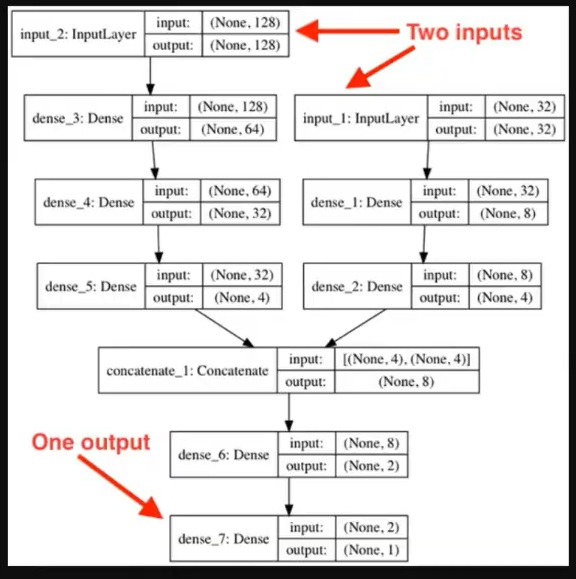 input_2: InputLayer input: (None, 128)
output: (None, 128)
Two inputs
dense_3: Dense input: (None, 128)
output: (None, 64)
input_1: InputLayer input: (None, 32)
output: (None, 32)
dense_4: Dense input: (None, 64)
output: (None, 32)
dense_1: Dense input: (None, 32)
output: (None, 8)
dense_5: Dense input: (None, 32)
output: (None, 4)
dense_2: Dense input: (None, 8)
output: (None, 4)
concatenate_1: Concatenate input: [(None, 4), (None, 4)]
output: (None, 8)
One output
dense_6: Dense input: (None, 8)
output: (None, 2)
dense_7: Dense input: (None, 2)
output: (None, 1)